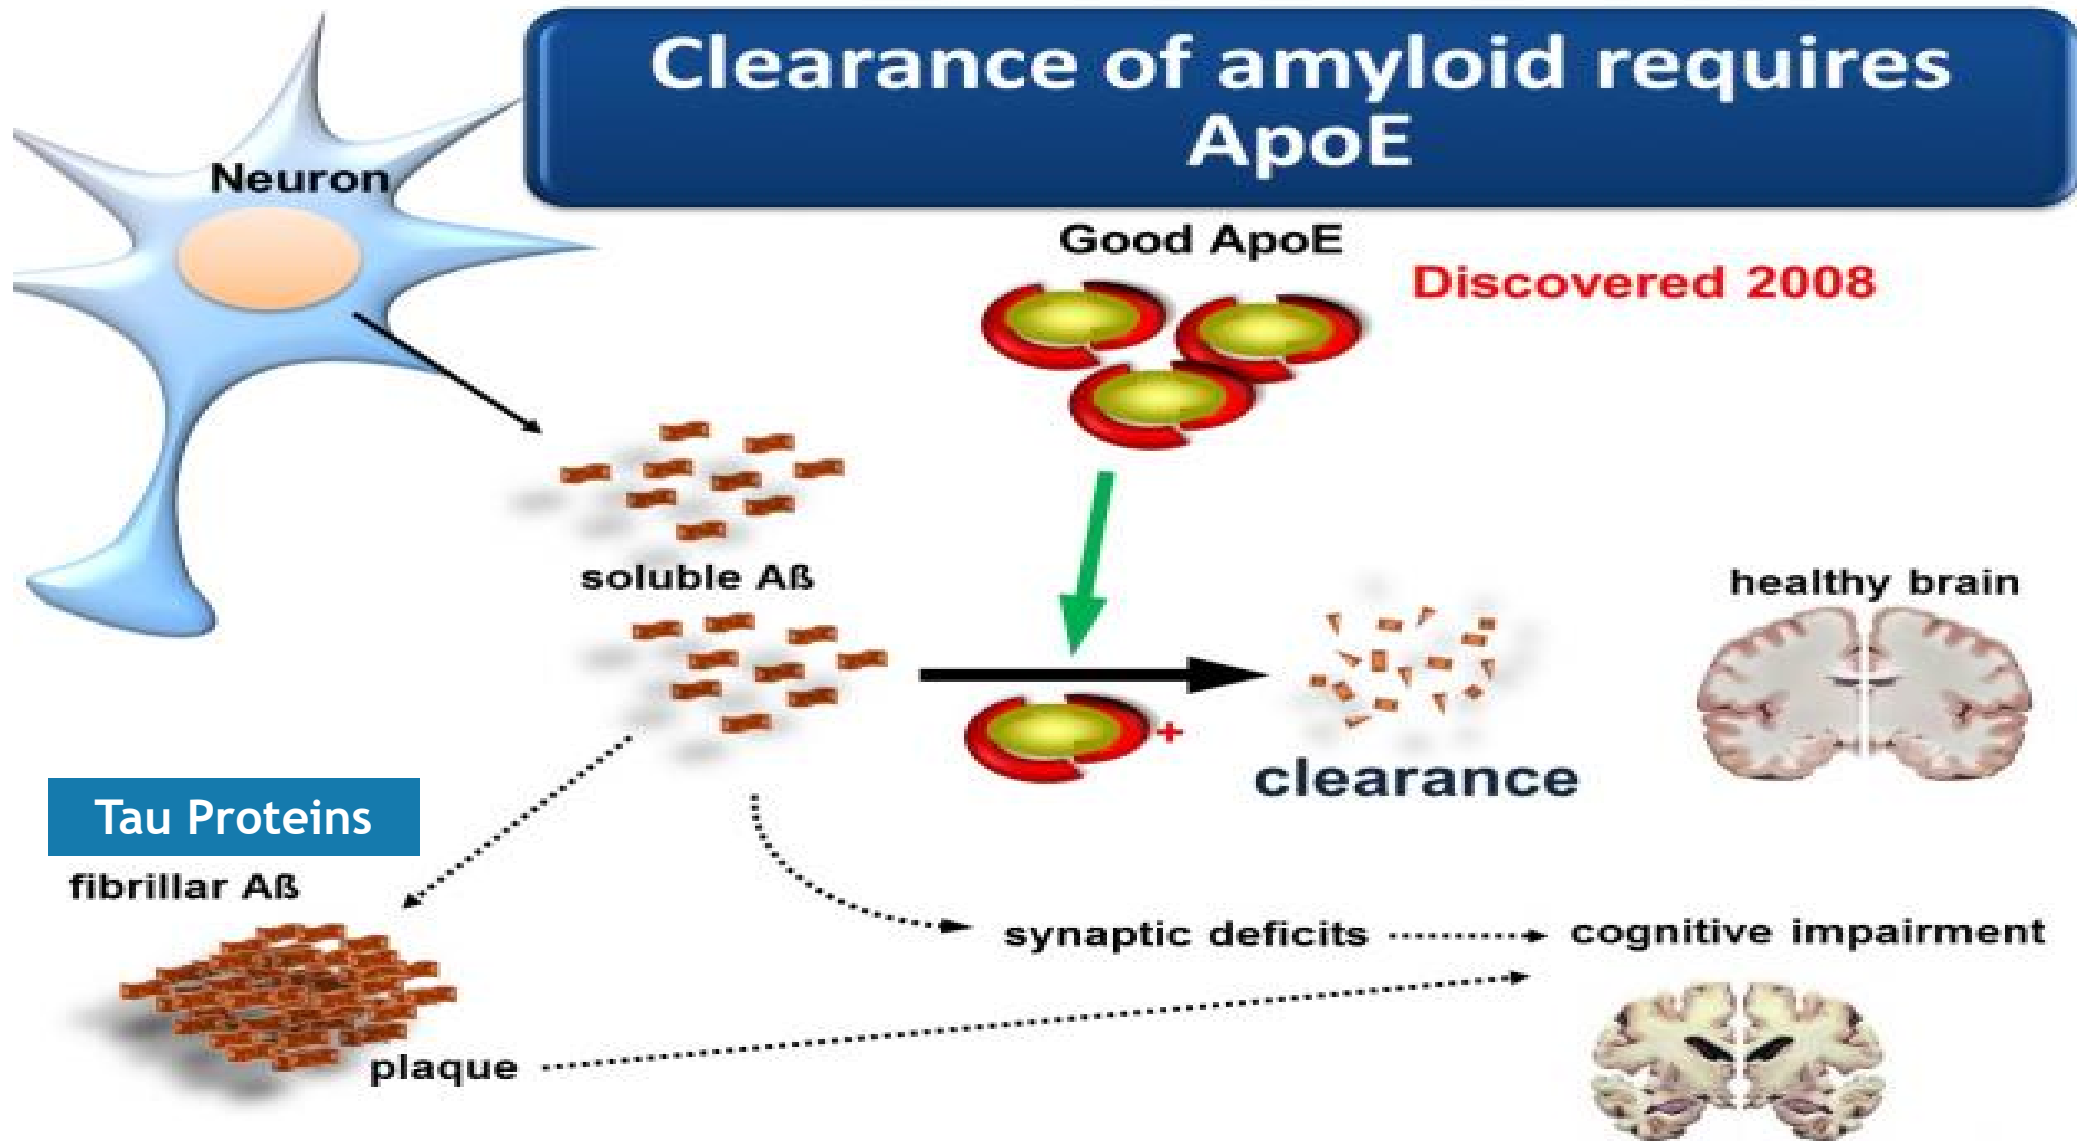 Clearance of amyloid requires
ApoE
Neuron
Good ApoE
Discovered 2008
soluble Aß
healthy brain
+
clearance
Tau Proteins
fibrillar Aß
synaptic deficits
cognitive impairment
plaque